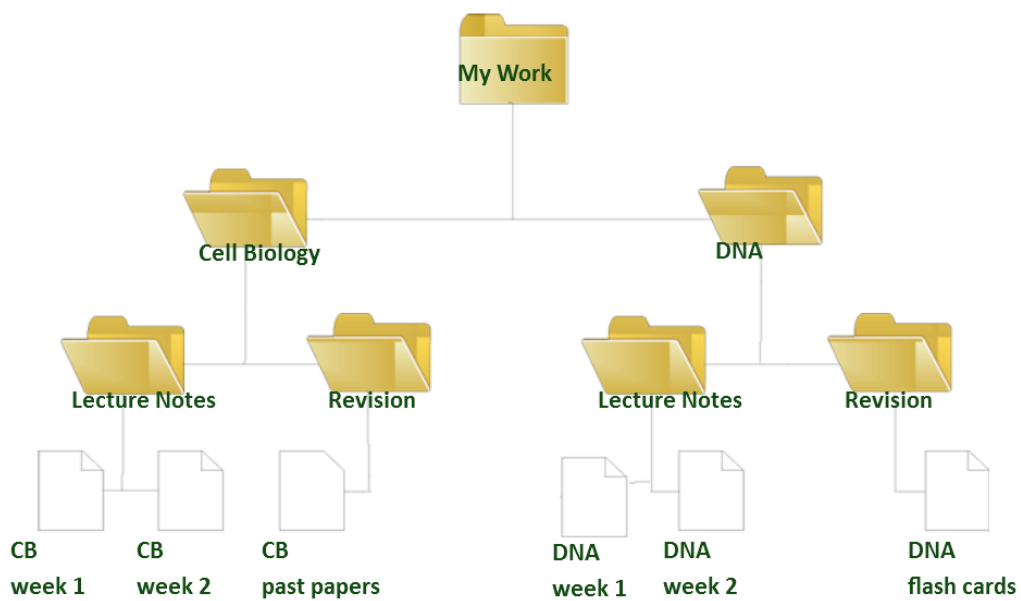 My Work
Cell Biology
DNA
Lecture Notes
Revision
Lecture Notes
Revision
CB
week 1
CB
week 2
CB
past papers
DNA
week 1
DNA
week 2
DNA
flash cards